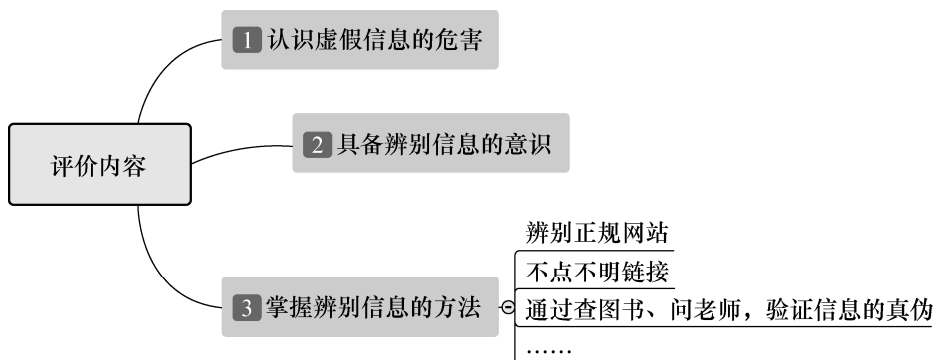 1 认识虚假信息的危害
2 具备辨别信息的意识
评价内容
3 掌握辨别信息的方法
辨别正规网站
不点不明链接
通过查图书、问老师，验证信息的真伪
……